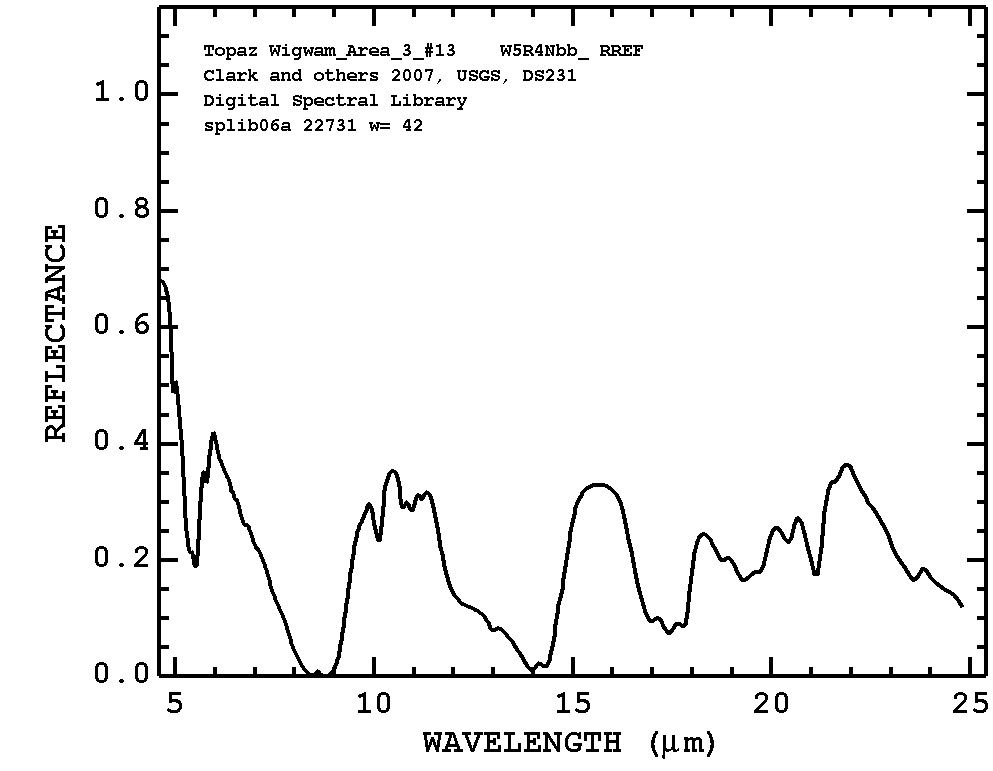 Topaz Wigwam_Area_3_#13    W5R4Nbb_ RREF
Clark and others 2007, USGS, DS231
Digital Spectral Library
splib06a 22731 w= 42
1.0
0.8
0.6
0.4
0.2
0.0
REFLECTANCE
5 10 15 20 25
WAVELENGTH (μm)